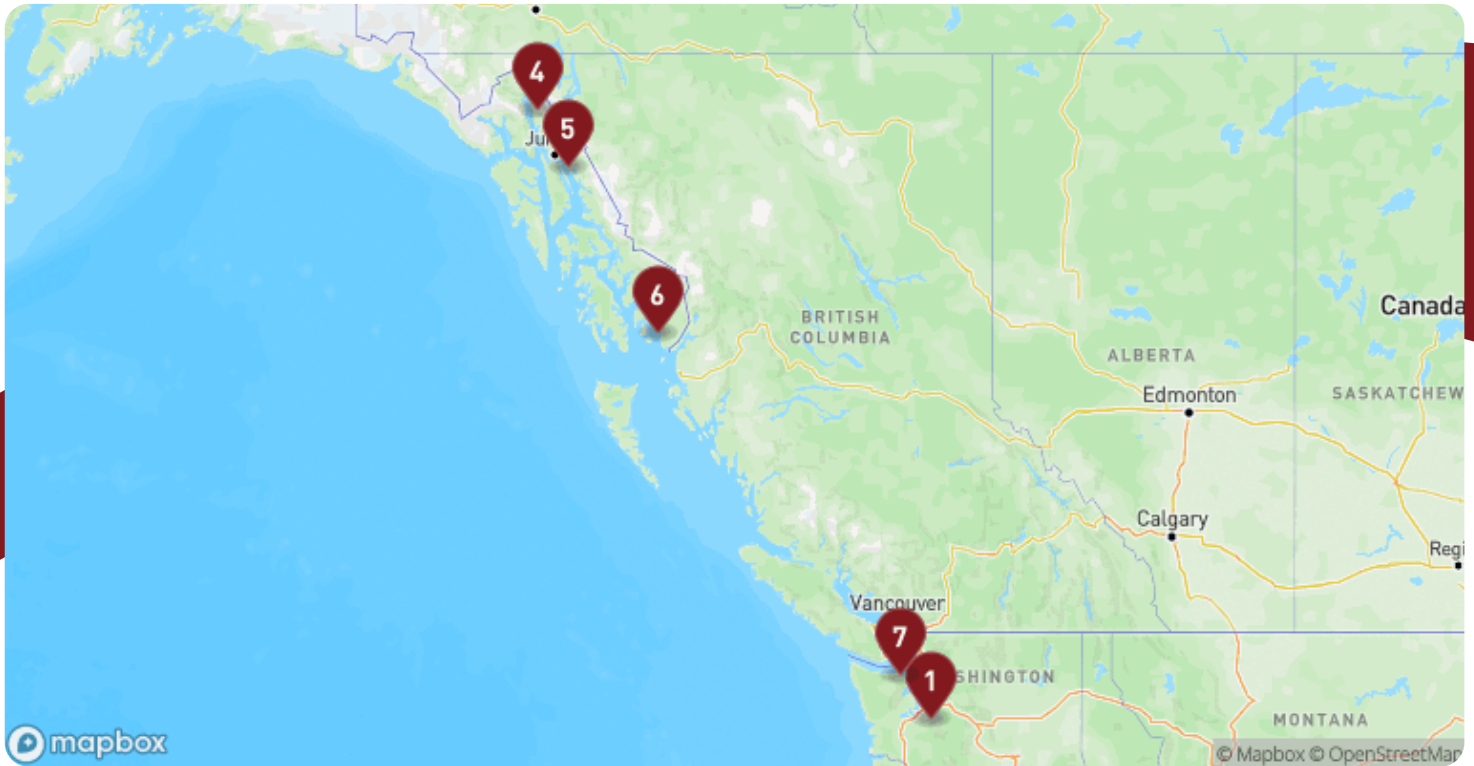 4
5
Ju
6
BRITISH
COLUMBIA
Canada
ALBERTA
Edmonton
SASKATCHEW
Calgary
Regi
Vancouver
7
1
SHINGTON
MONTANA
mapbox
© Mapbox © OpenStreetMap